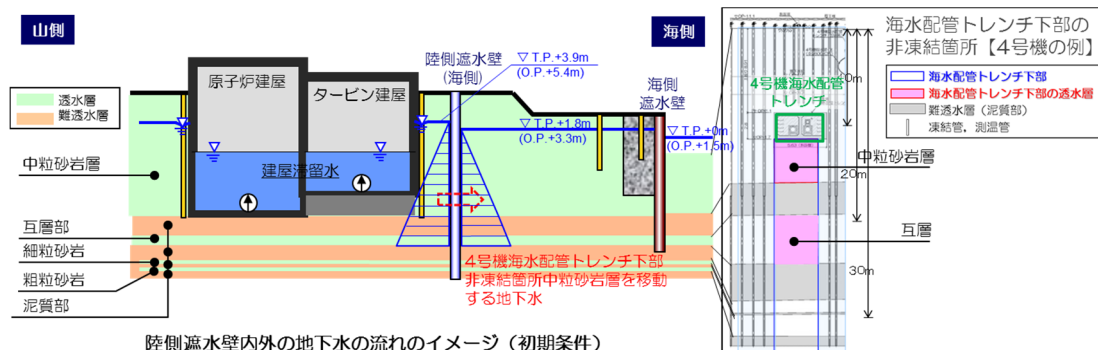 山側
海側
透水層
難透水層
中粒砂岩層
互層部
細粒砂岩
粗粒砂岩
泥質部
原子炉建屋
タービン建屋
建屋滞留水
陸側遮水壁
(海側)
▽ T.P.+3.9m
(O.P.+5.4m)
▽ T.P.+1.8m
(O.P.+3.3m)
海側
遮水壁
▽ T.P.+0m
(O.P.+1.5m)
4号機海水配管トレンチ下部
非凍結箇所中粒砂岩層を移動
する地下水
陸側遮水壁内外の地下水の流れのイメージ（初期条件）
海水配管トレンチ下部の
非凍結箇所【4号機の例】
海水配管トレンチ下部
海水配管トレンチ下部の透水層
難透水層（泥質部）
凍結管，測温管
4号機海水配管
トレンチ
中粒砂岩層
20m
互層
30m